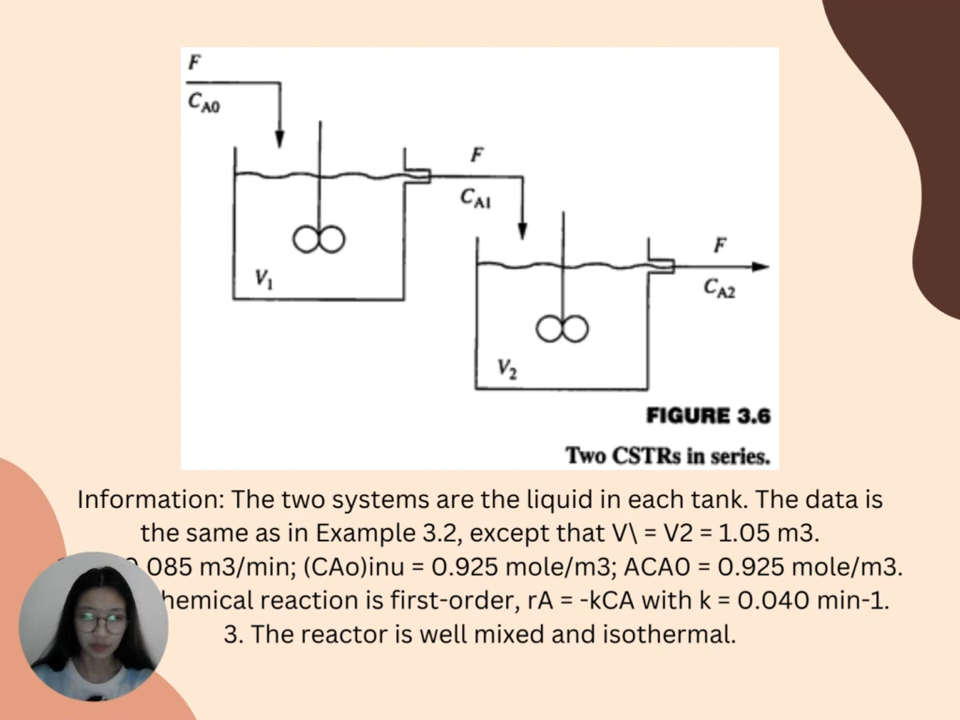 F
CA0
F
CA1
V1
F
CA2
V2
FIGURE 3.6
Two CSTRs in series.
Information: The two systems are the liquid in each tank. The data is
the same as in Example 3.2, except that V\ = V2 = 1.05 m3.
085 m3/min; (CAo)inu = 0.925 mole/m3; ACA0 = 0.925 mole/m3.
reaction is first-order, rA = -kCA with k = 0.040 min-1.
3. The reactor is well mixed and isothermal.